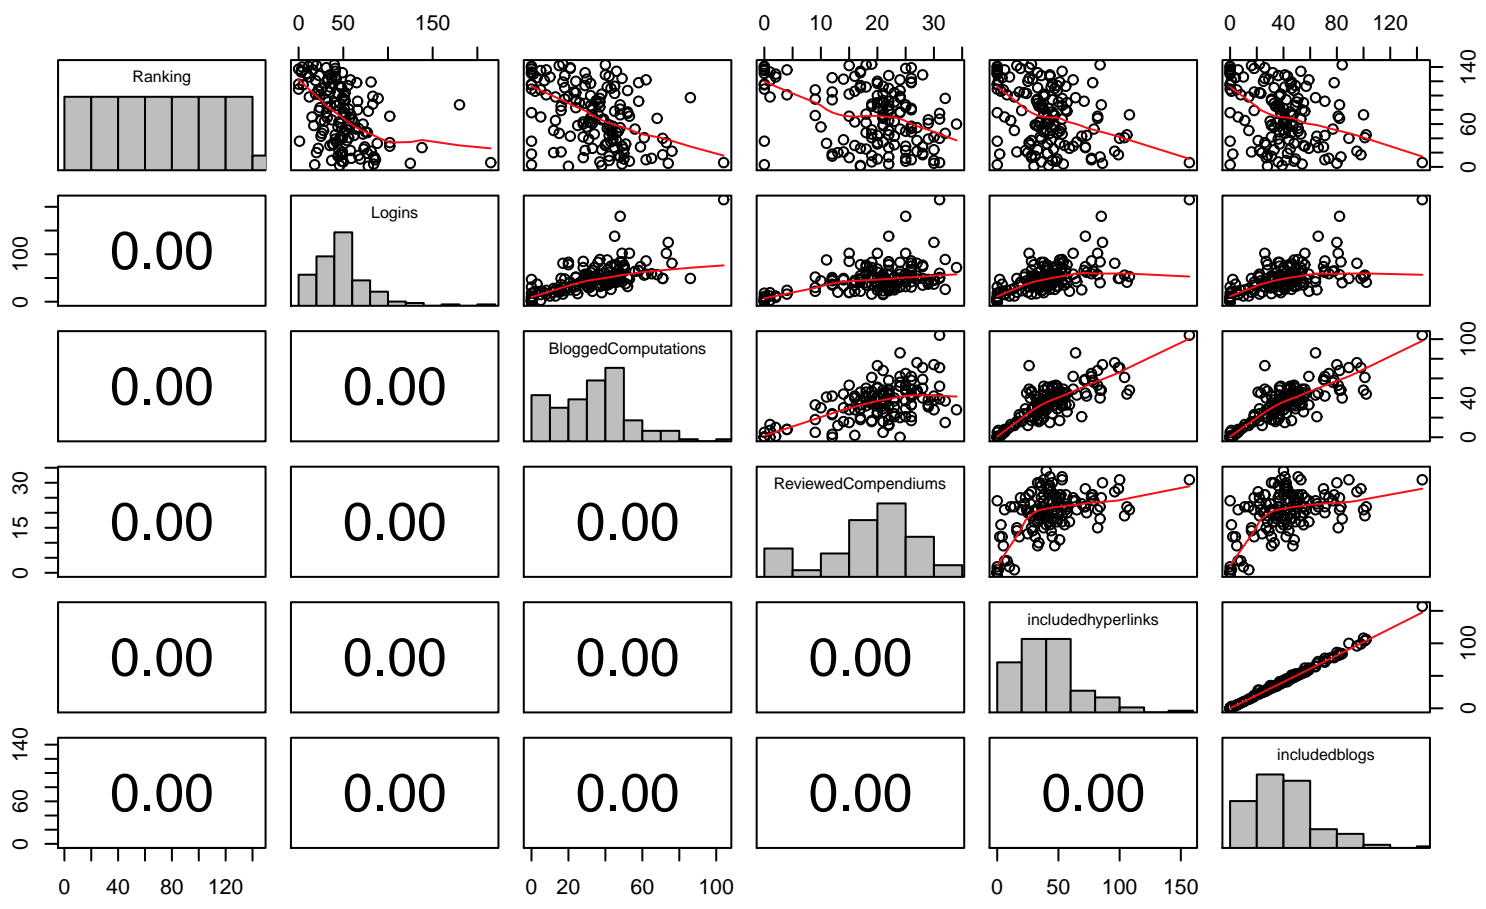 0 50 150 0 10 20 30 0 40 80 120
Ranking
0 60 140
0 100
0.00
Logins
0.00 0.00
BloggedComputations
0 40 100
0 15 30
0.00 0.00 0.00
ReviewedCompendiums
0.00 0.00 0.00 0.00
includedhyperlinks
0 100
0 60 140
0.00 0.00 0.00 0.00 0.00
includedblogs
0 40 80 120 0 20 60 100 0 50 100 150